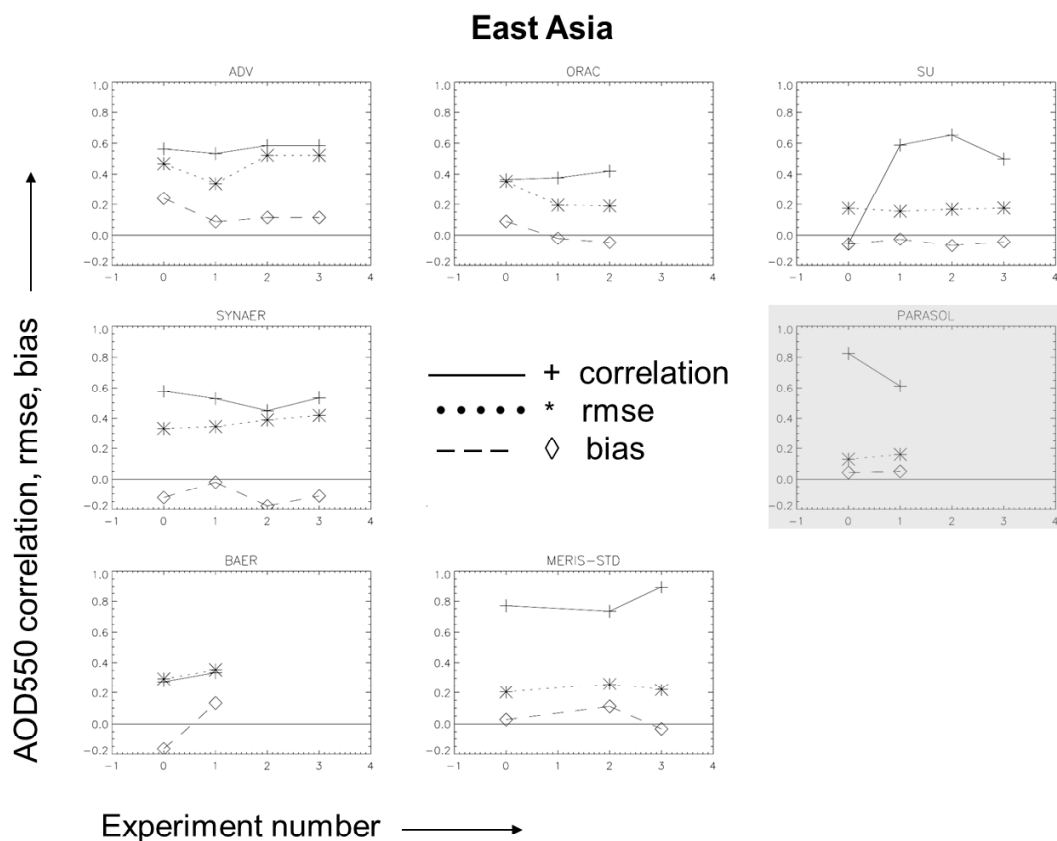 East Asia
ADV
1.0
0.8
0.6
0.4
0.2
0.0
−0.2
−1 0 1 2 3 4
ORAC
1.0
0.8
0.6
0.4
0.2
0.0
−0.2
−1 0 1 2 3 4
SU
1.0
0.8
0.6
0.4
0.2
0.0
−0.2
−1 0 1 2 3 4
SYNAER
1.0
0.8
0.6
0.4
0.2
0.0
−0.2
−1 0 1 2 3 4
+ correlation
* rmse
◇ bias
PARASOL
1.0
0.8
0.6
0.4
0.2
0.0
−0.2
−1 0 1 2 3 4
BAER
1.0
0.8
0.6
0.4
0.2
0.0
−0.2
−1 0 1 2 3 4
MERIS−STD
1.0
0.8
0.6
0.4
0.2
0.0
−0.2
−1 0 1 2 3 4
AOD550 correlation, rmse, bias
Experiment number